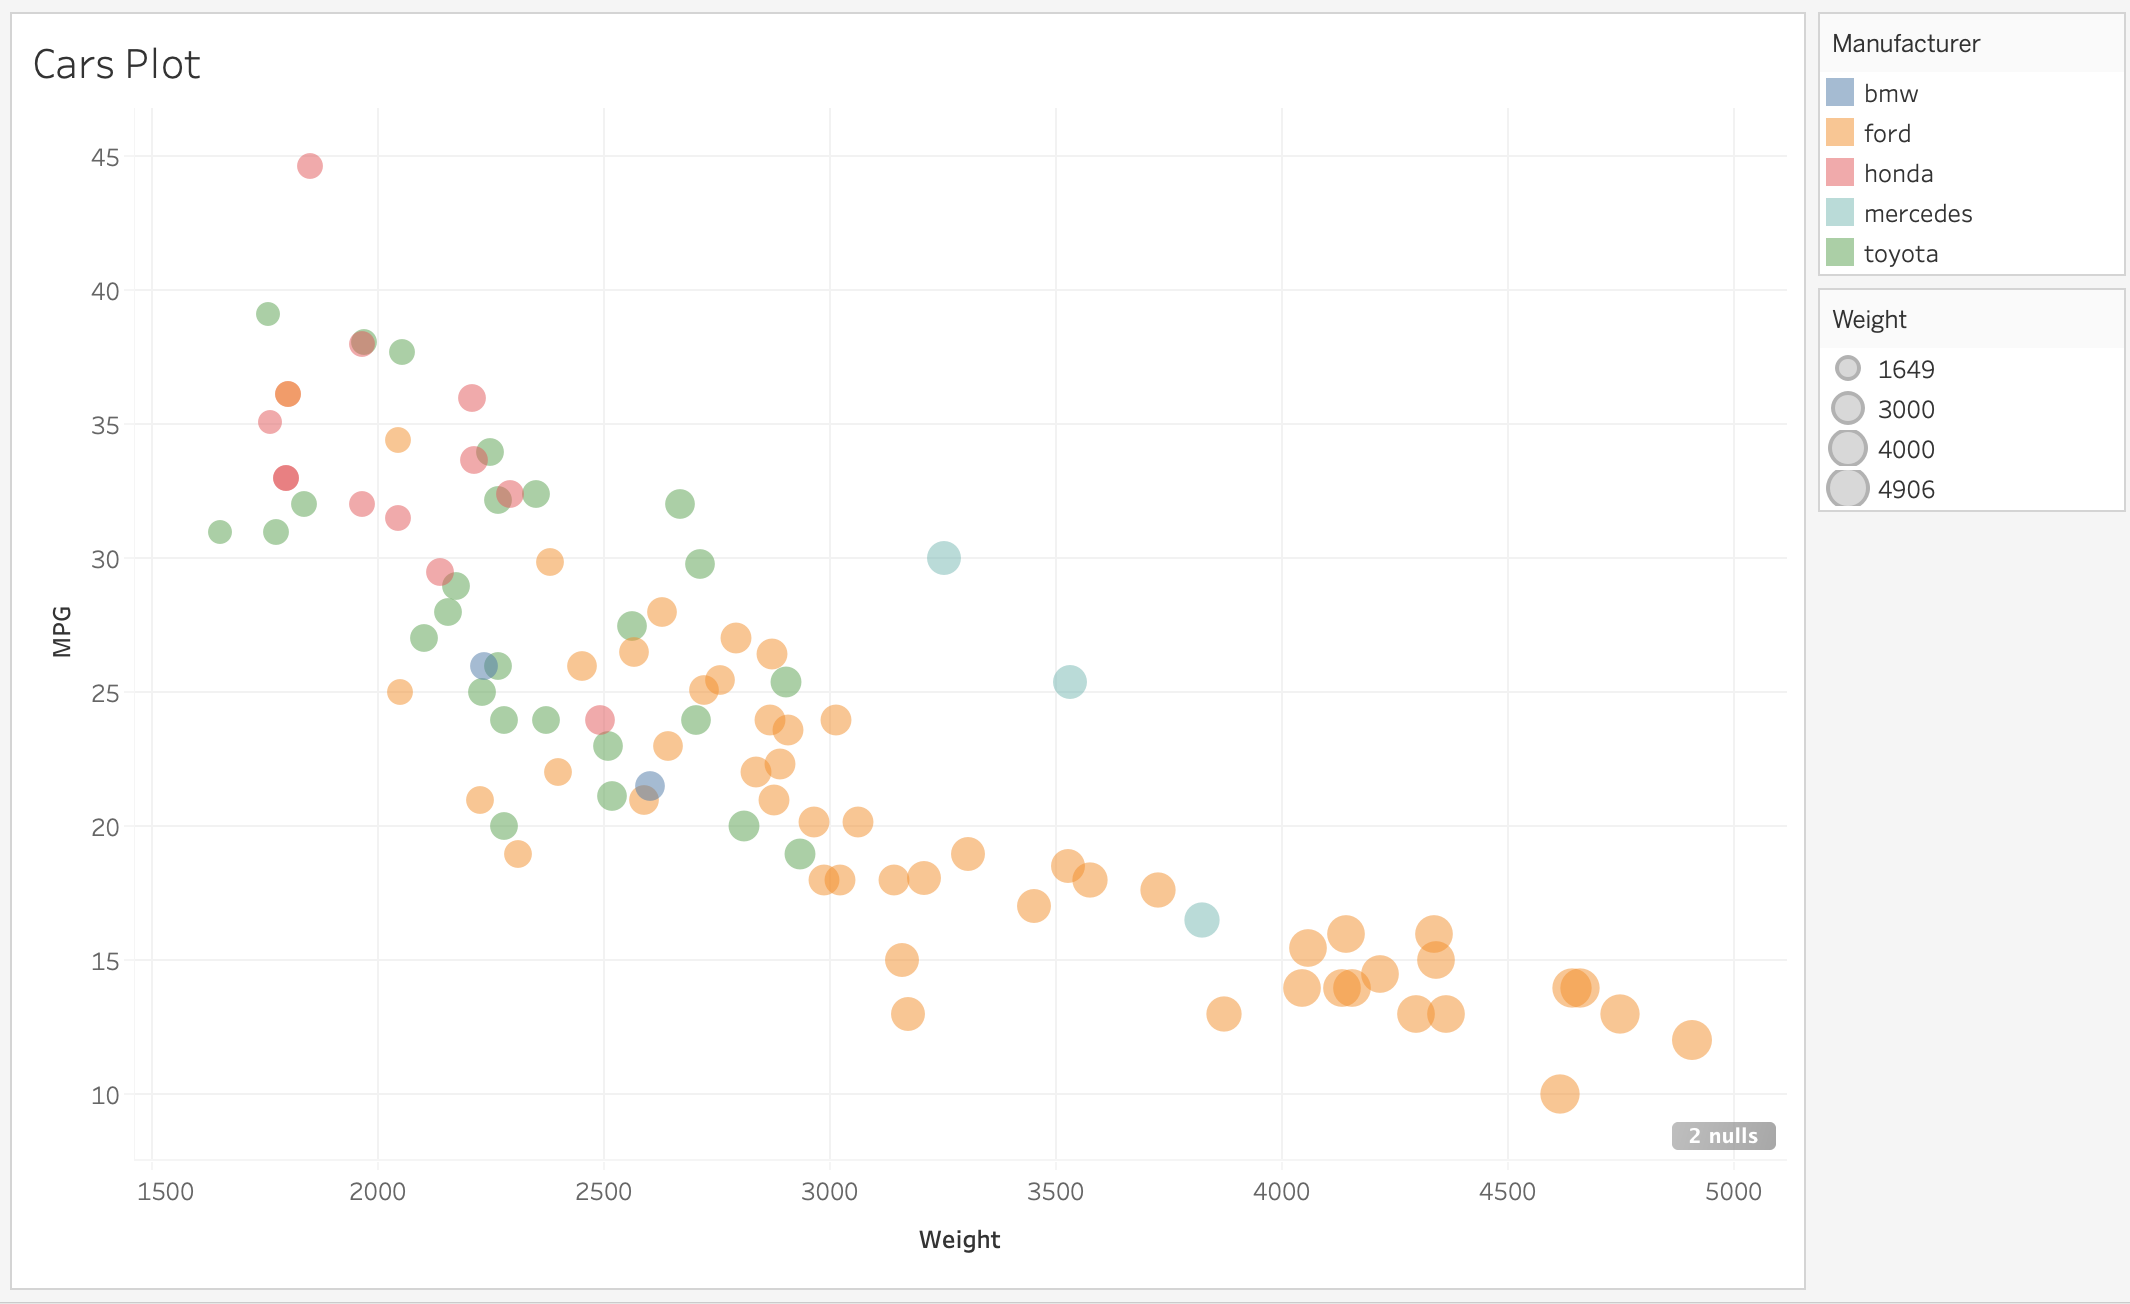 Cars Plot
45
40
35
30
25
20
15
10
MPG
2 nulls
1500 2000 2500 3000 3500 4000 4500 5000
Weight
Manufacturer
bmw
ford
honda
mercedes
toyota
Weight
1649
3000
4000
4906